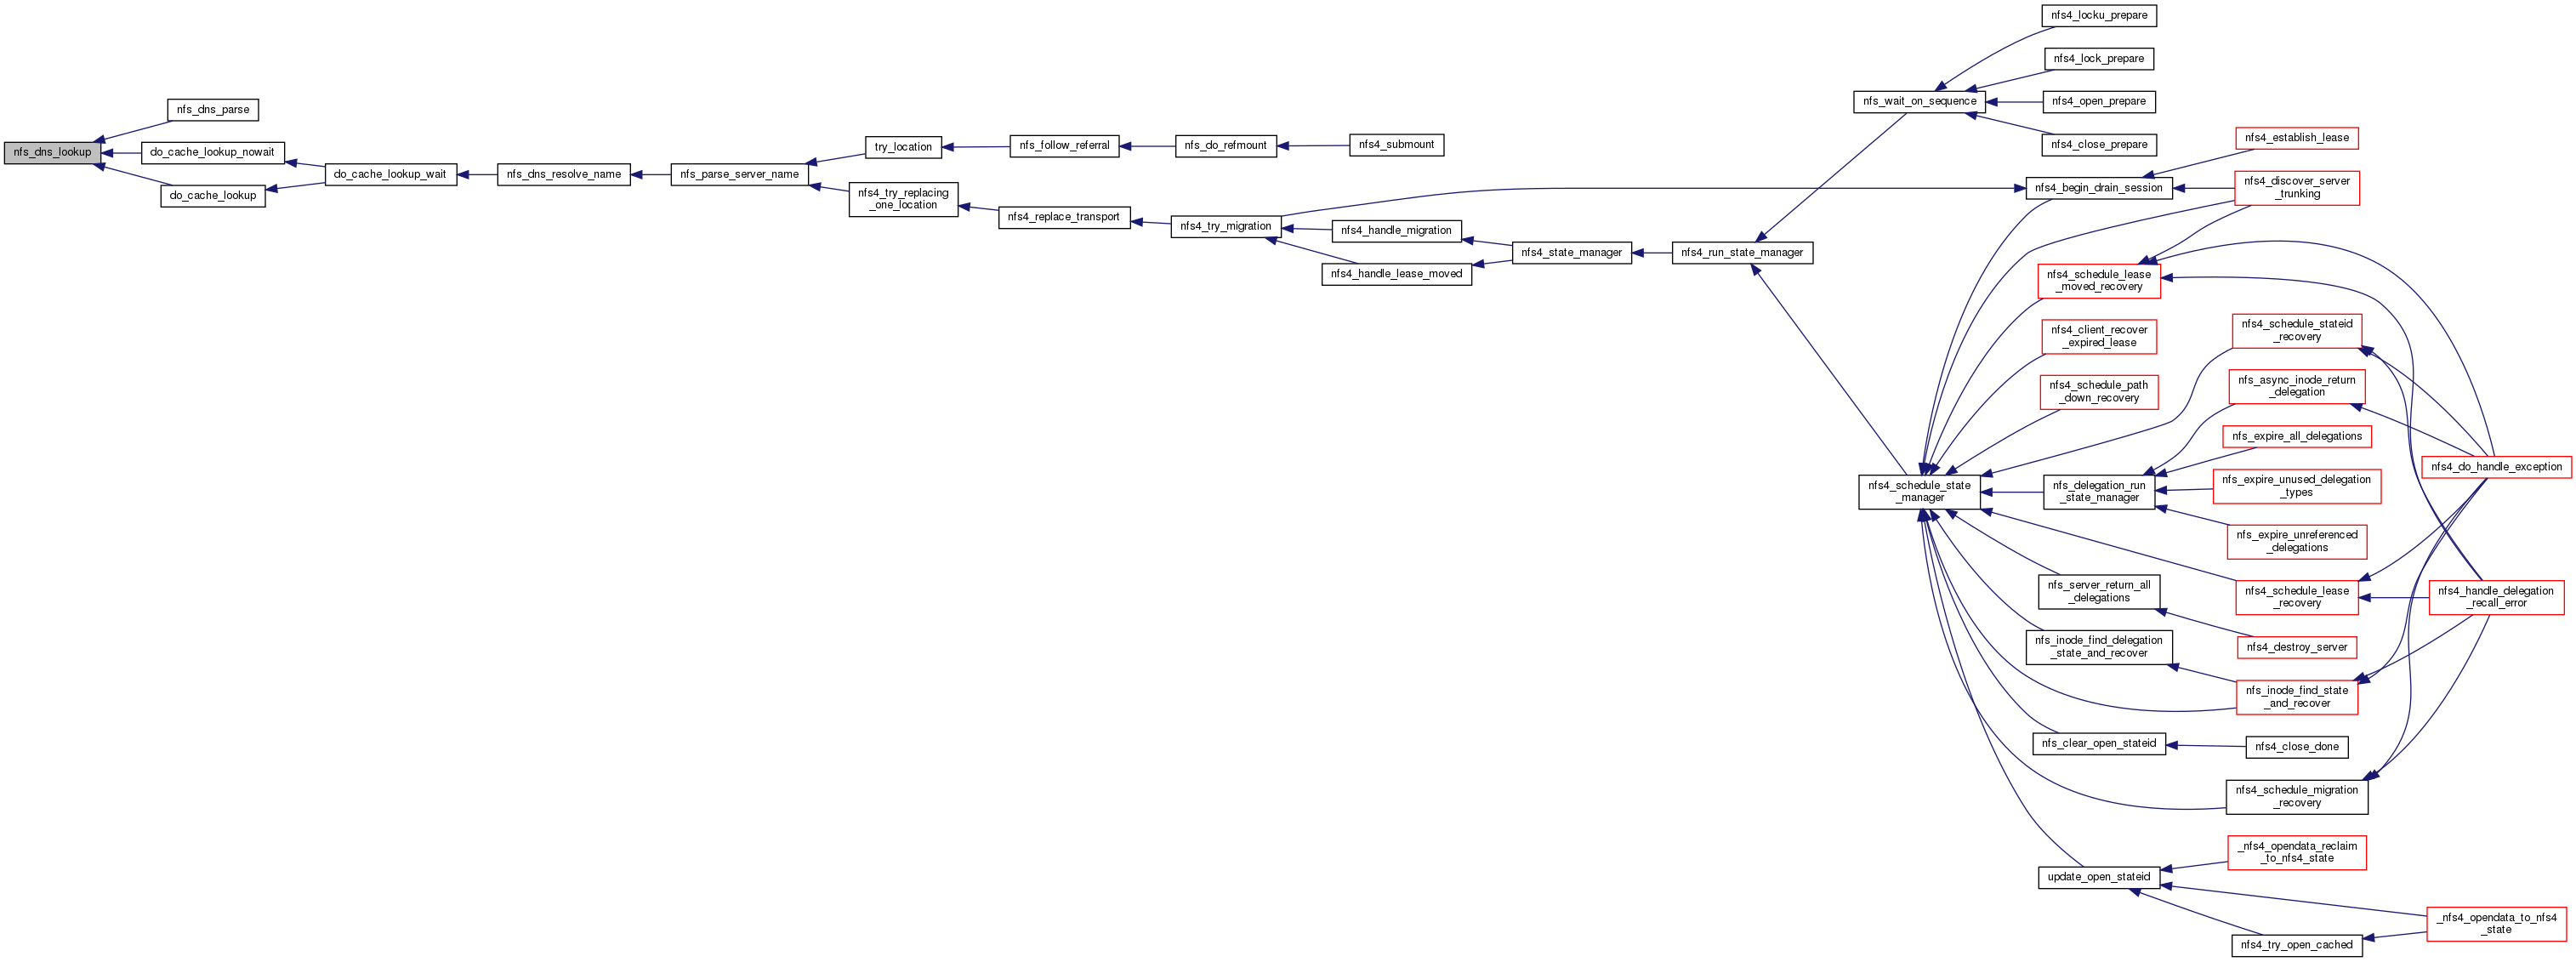 nfs_dns_lookup
nfs_dns_parse
do_cache_lookup_nowait
do_cache_lookup
do_cache_lookup_wait
nfs_dns_resolve_name
nfs_parse_server_name
try_location
nfs4_try_replacing
_one_location
nfs_follow_referral
nfs_do_refmount
nfs4_submount
nfs4_replace_transport
nfs4_try_migration
nfs4_handle_migration
nfs4_handle_lease_moved
nfs4_state_manager
nfs4_run_state_manager
nfs_wait_on_sequence
nfs4_locku_prepare
nfs4_lock_prepare
nfs4_open_prepare
nfs4_close_prepare
nfs4_schedule_state
_manager
nfs4_begin_drain_session
nfs4_establish_lease
nfs4_discover_server
_trunking
nfs4_schedule_lease
_moved_recovery
nfs4_client_recover
_expired_lease
nfs4_schedule_path
_down_recovery
nfs4_schedule_stateid
_recovery
nfs_delegation_run
_state_manager
nfs_async_inode_return
_delegation
nfs_expire_all_delegations
nfs_expire_unused_delegation
_types
nfs_expire_unreferenced
_delegations
nfs4_do_handle_exception
nfs4_schedule_lease
_recovery
nfs4_handle_delegation
_recall_error
nfs_server_return_all
_delegations
nfs4_destroy_server
nfs_inode_find_delegation
_state_and_recover
nfs_inode_find_state
_and_recover
nfs_clear_open_stateid
nfs4_close_done
nfs4_schedule_migration
_recovery
update_open_stateid
_nfs4_opendata_reclaim
_to_nfs4_state
_nfs4_opendata_to_nfs4
_state
nfs4_try_open_cached